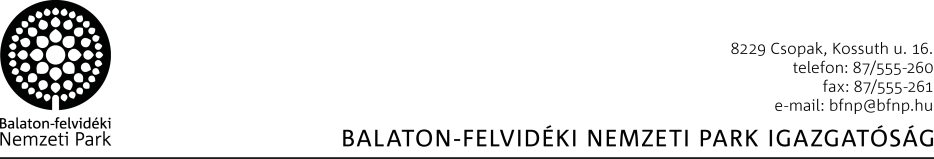 8229 Csopak, Kossuth u. 16.
telefon: 87/555-260
fax: 87/555-261
e-mail: bfnp@bfnp.hu
Balaton-felvidéki
Nemzeti Park
BALATON-FELVIDÉKI NEMZETI PARK IGAZGATÓSÁG